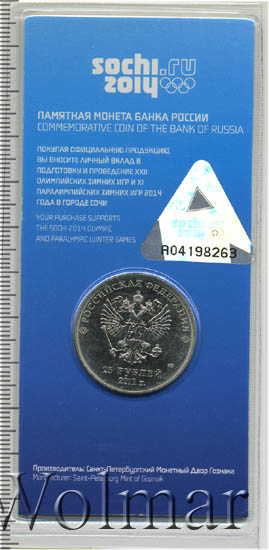 sochi.ru
2014
ПАМЯТНАЯ МОНЕТА БАНКА РОССИИ
COMMEMORATIVE COIN OF THE BANK OF RUSSIA
ПОКУПАЯ ОФИЦИАЛЬНУЮ ПРОДУКЦИЮ,
ВЫ ВНОСИТЕ ЛИЧНЫЙ ВКЛАД В
ПОДГОТОВКУ И ПРОВЕДЕНИЕ XXII
ОЛИМПИЙСКИХ ЗИМНИХ ИГР И XI
ПАРАЛИМПИЙСКИХ ЗИМНИХ ИГР 2014
ГОДА В ГОРОДЕ СОЧИ
YOUR PURCHASE SUPPORTS
THE SOCHI 2014 OLYMPIC
AND PARALYMPIC WINTER GAMES
A04198263
РОССИЙСКАЯ ФЕДЕРАЦИЯ
25 РУБЛЕЙ
2011 г.
Производитель: Санкт-Петербургский Монетный Двор Гознака
Manufacturer: Saint-Petersburg Mint of Goznak
Wolmar